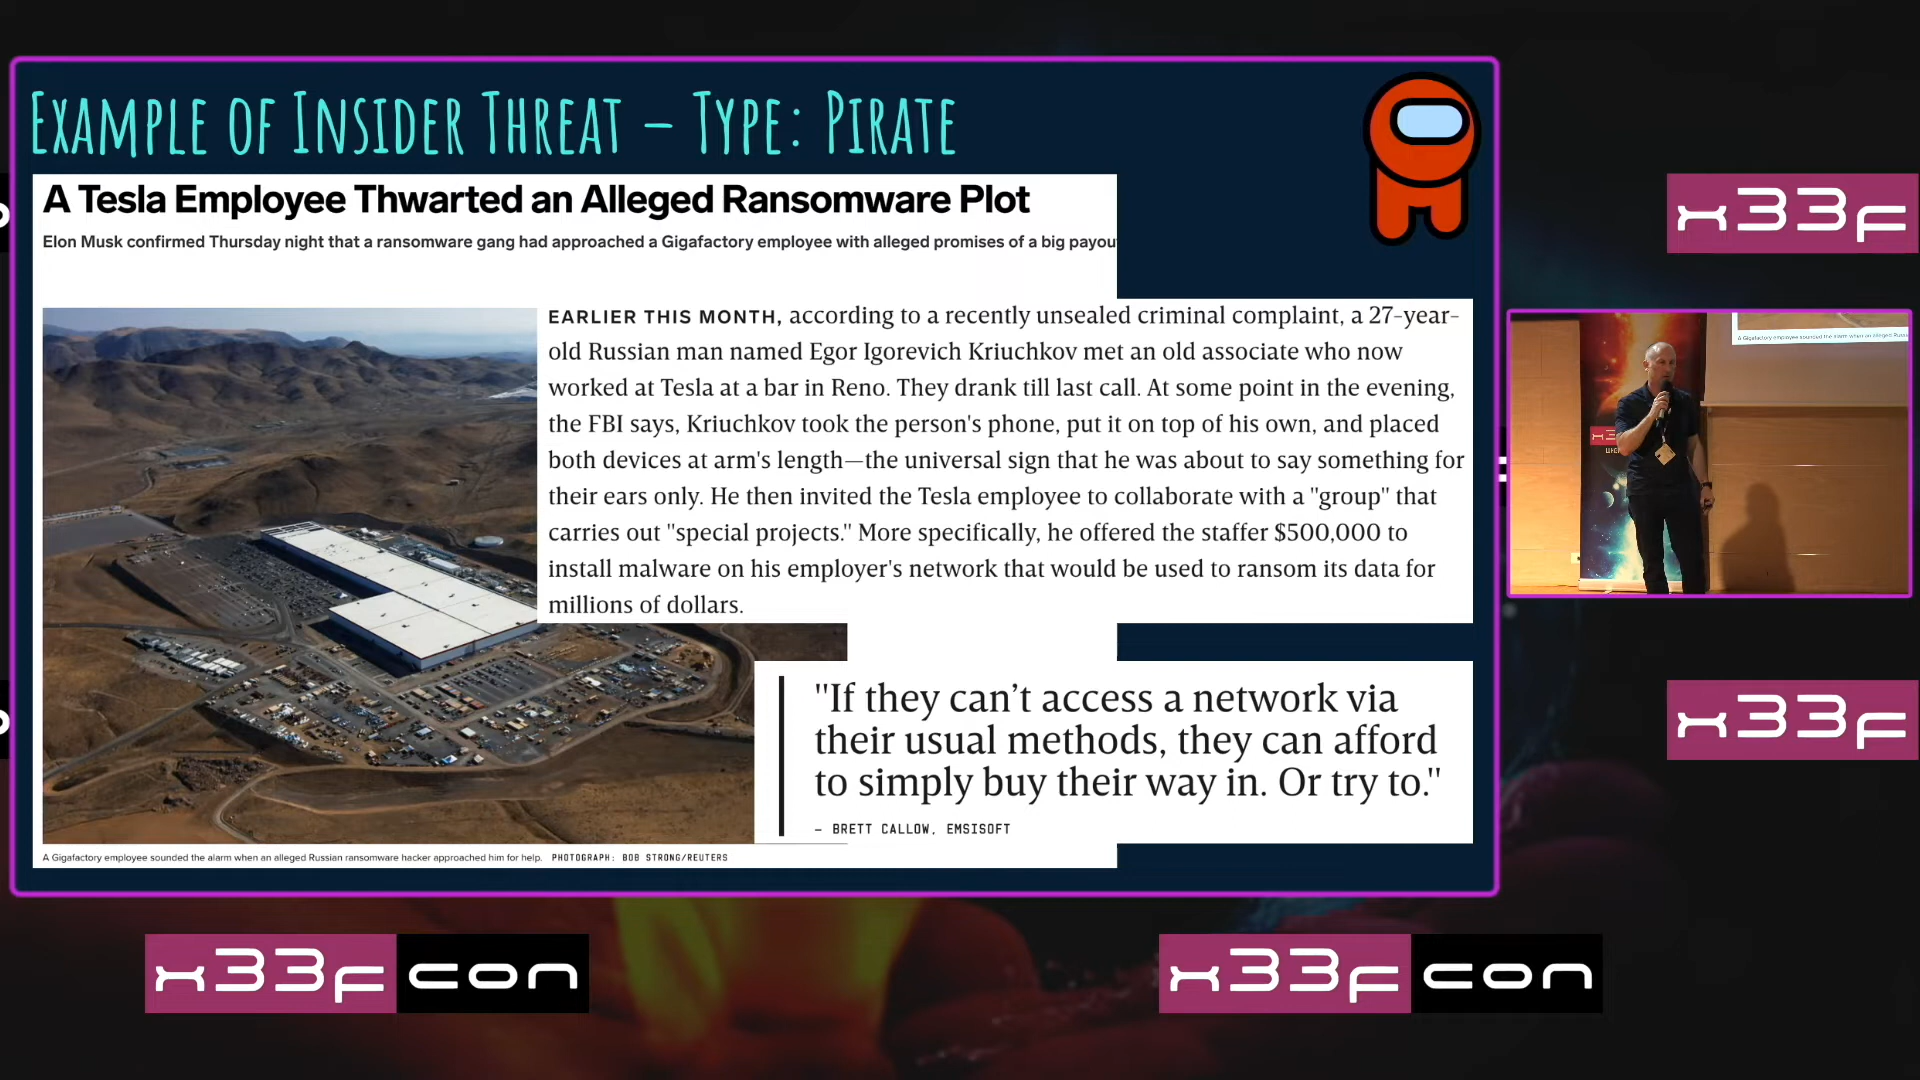 EXAMPLE OF INSIDER THREAT – TYPE: PIRATE
A Tesla Employee Thwarted an Alleged Ransomware Plot
Elon Musk confirmed Thursday night that a ransomware gang had approached a Gigafactory employee with alleged promises of a big payou
EARLIER THIS MONTH, according to a recently unsealed criminal complaint, a 27-year-
old Russian man named Egor Igorevich Kriuchkov met an old associate who now
worked at Tesla at a bar in Reno. They drank till last call. At some point in the evening,
the FBI says, Kriuchkov took the person's phone, put it on top of his own, and placed
both devices at arm's length—the universal sign that he was about to say something for
their ears only. He then invited the Tesla employee to collaborate with a "group" that
carries out "special projects." More specifically, he offered the staffer $500,000 to
install malware on his employer's network that would be used to ransom its data for
millions of dollars.
"If they can’t access a network via
their usual methods, they can afford
to simply buy their way in. Or try to."
– BRETT CALLOW, EMSISOFT
A Gigafactory employee sounded the alarm when an alleged Russian ransomware hacker approached him for help. PHOTOGRAPH: BOB STRONG/REUTERS
A Gigafactory employee sounded the alarm when an alleged Russ
x33f
x33f
x33fcon
x33fcon